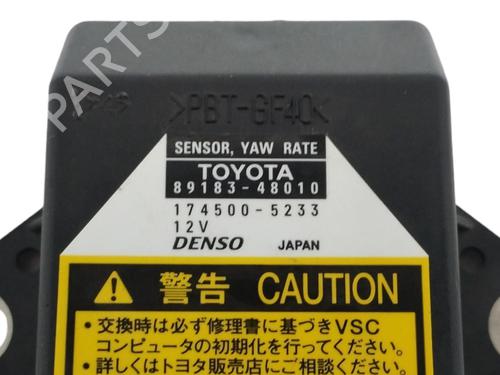 PARTS
>PBT-GF40<
SENSOR, YAW RATE
TOYOTA
89183-48010
174500-5233
12V
DENSO JAPAN
警告 CAUTION
・交換時は必ず修理書に基づきVSC
コンピュータの初期化を行ってください。
・詳しくはトヨタ販売店にご相談ください。